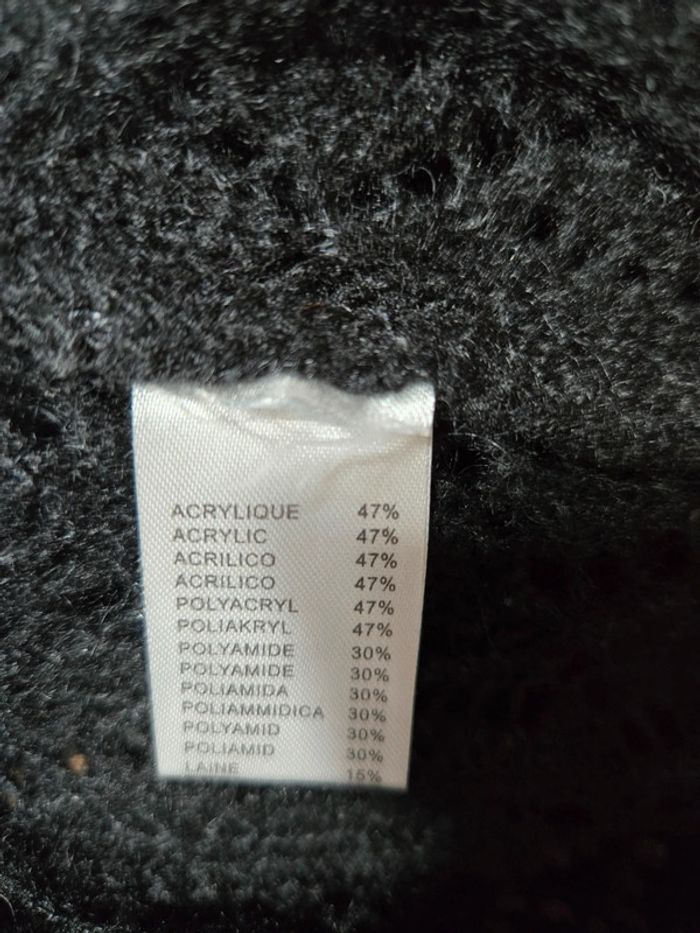 ACRYLIQUE 47%
ACRYLIC 47%
ACRILICO 47%
ACRILICO 47%
POLYACRYL 47%
POLIAKRYL 47%
POLYAMIDE 30%
POLYAMIDE 30%
POLIAMIDA 30%
POLIAMMIDICA 30%
POLYAMID 30%
POLIAMID 30%
LAINE 15%